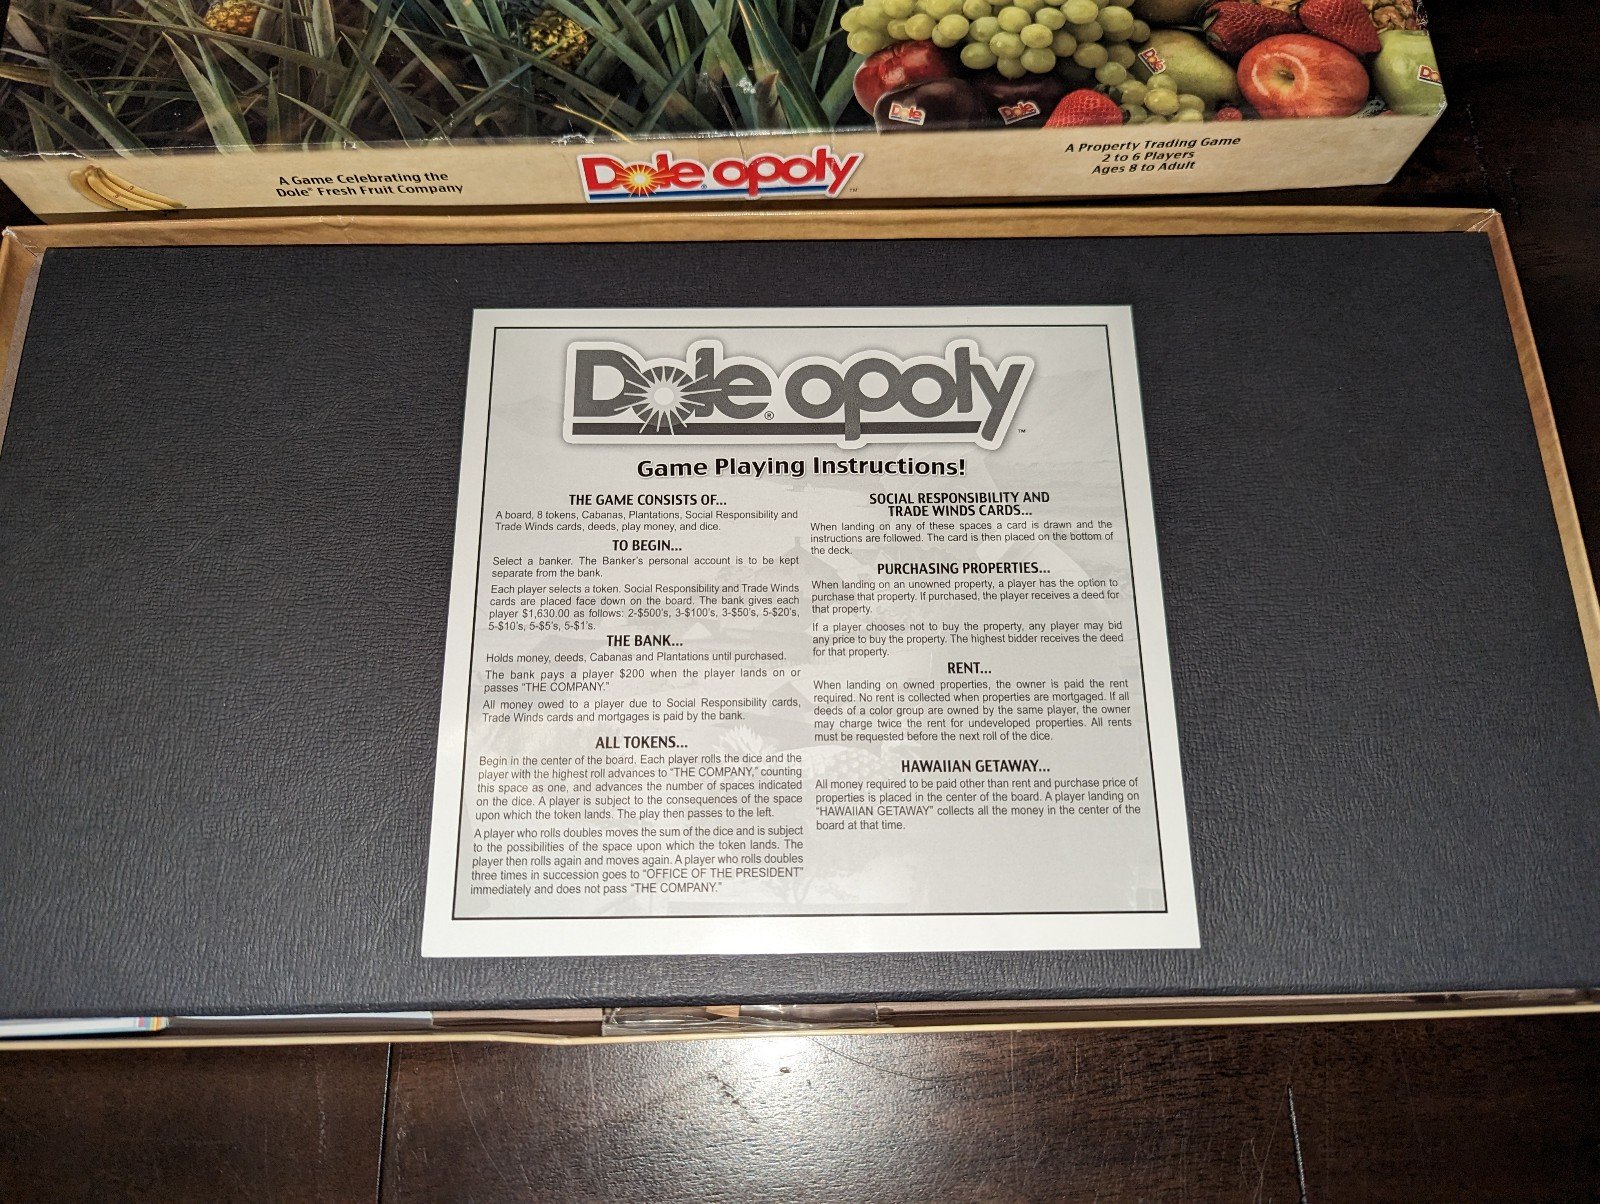 Dole
Dole
Dole
Do
A Game Celebrating the
Dole® Fresh Fruit Company
Dole® opoly™
A Property Trading Game
2 to 6 Players
Ages 8 to Adult
Dole® opoly™
Game Playing Instructions!
THE GAME CONSISTS OF...
A board, 8 tokens, Cabanas, Plantations, Social Responsibility and
Trade Winds cards, deeds, play money, and dice.
TO BEGIN...
Select a banker. The Banker's personal account is to be kept
separate from the bank.
Each player selects a token. Social Responsibility and Trade Winds
cards are placed face down on the board. The bank gives each
player $1,630.00 as follows: 2-$500's, 3-$100's, 3-$50's, 5-$20's,
5-$10's, 5-$5's, 5-$1's.
THE BANK...
Holds money, deeds, Cabanas and Plantations until purchased.
The bank pays a player $200 when the player lands on or
passes "THE COMPANY."
All money owed to a player due to Social Responsibility cards,
Trade Winds cards and mortgages is paid by the bank.
ALL TOKENS...
Begin in the center of the board. Each player rolls the dice and the
player with the highest roll advances to "THE COMPANY," counting
this space as one, and advances the number of spaces indicated
on the dice. A player is subject to the consequences of the space
upon which the token lands. The play then passes to the left.
A player who rolls doubles moves the sum of the dice and is subject
to the possibilities of the space upon which the token lands. The
player then rolls again and moves again. A player who rolls doubles
three times in succession goes to "OFFICE OF THE PRESIDENT"
immediately and does not pass "THE COMPANY."
SOCIAL RESPONSIBILITY AND
TRADE WINDS CARDS...
When landing on any of these spaces a card is drawn and the
instructions are followed. The card is then placed on the bottom of
the deck.
PURCHASING PROPERTIES...
When landing on an unowned property, a player has the option to
purchase that property. If purchased, the player receives a deed for
that property.
If a player chooses not to buy the property, any player may bid
any price to buy the property. The highest bidder receives the deed
for that property.
RENT...
When landing on owned properties, the owner is paid the rent
required. No rent is collected when properties are mortgaged. If all
deeds of a color group are owned by the same player, the owner
may charge twice the rent for undeveloped properties. All rents
must be requested before the next roll of the dice.
HAWAIIAN GETAWAY...
All money required to be paid other than rent and purchase price of
properties is placed in the center of the board. A player landing on
"HAWAIIAN GETAWAY" collects all the money in the center of the
board at that time.